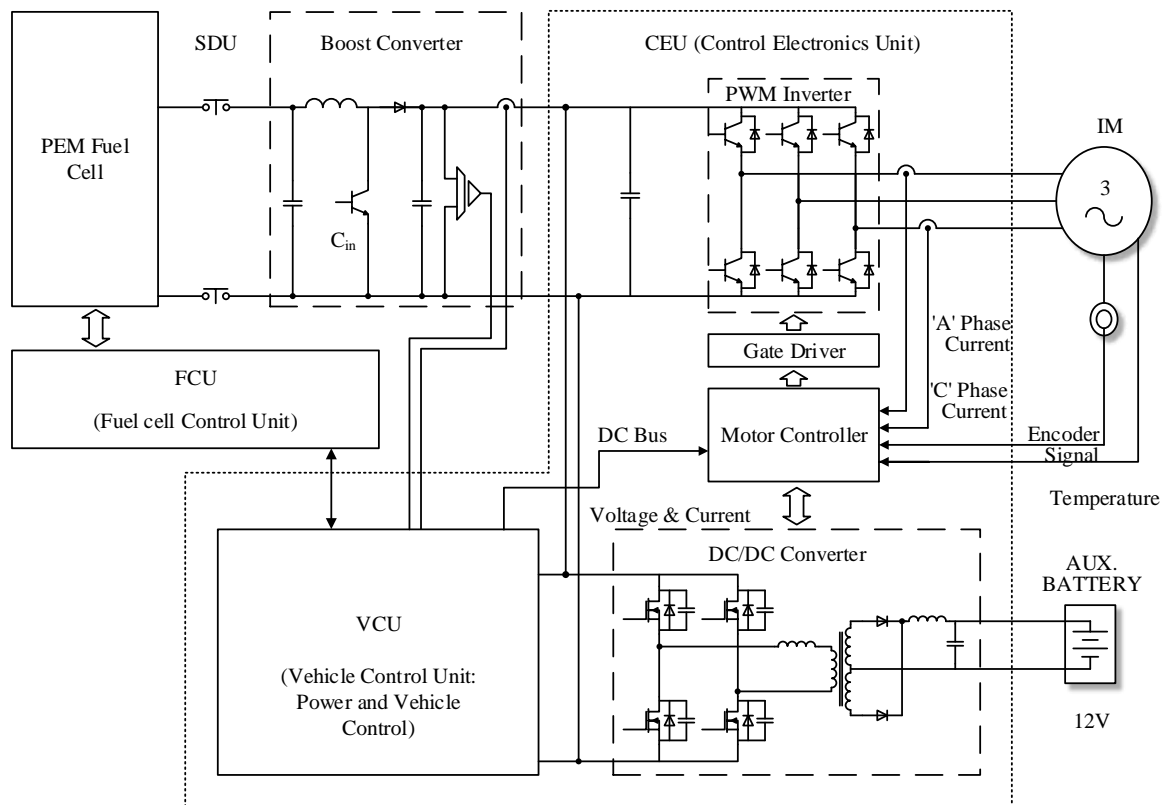 SDU
Boost Converter
CEU (Control Electronics Unit)
PWM Inverter
IM
PEM Fuel
Cell
3
C_in
'A' Phase
Current
Gate Driver
FCU
(Fuel cell Control Unit)
'C' Phase
Current
DC Bus
Motor Controller
Encoder
Signal
Temperature
Voltage & Current
DC/DC Converter
AUX.
BATTERY
VCU
(Vehicle Control Unit:
Power and Vehicle
Control)
12V